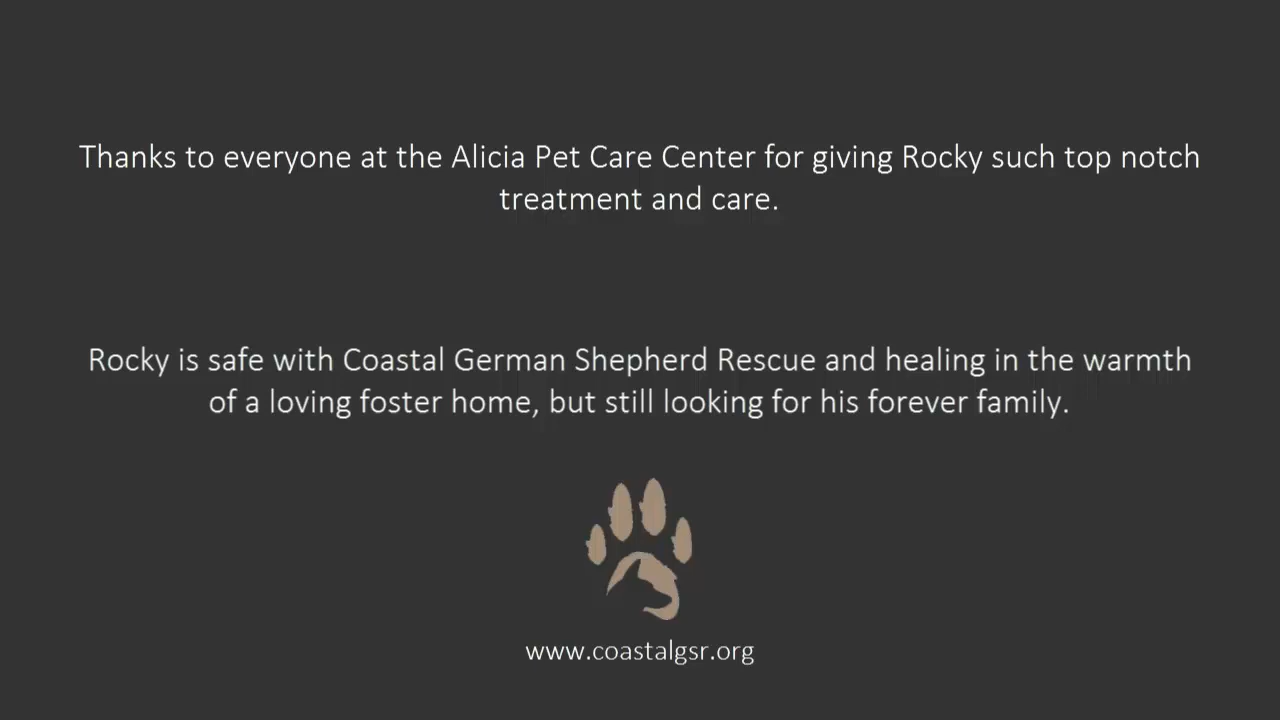 Thanks to everyone at the Alicia Pet Care Center for giving Rocky such top notch
treatment and care.
Rocky is safe with Coastal German Shepherd Rescue and healing in the warmth
of a loving foster home, but still looking for his forever family.
www.coastalgsr.org